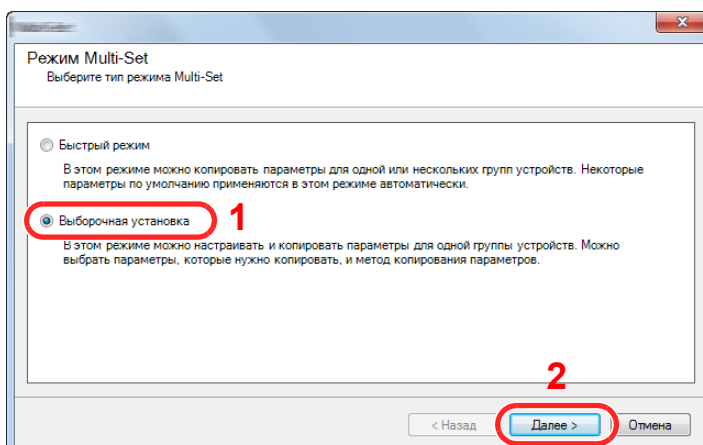 Режим Multi-Set
Выберите тип режима Multi-Set
Быстрый режим
В этом режиме можно копировать параметры для одной или нескольких групп устройств. Некоторые
параметры по умолчанию применяются в этом режиме автоматически.
Выборочная установка 1
В этом режиме можно настраивать и копировать параметры для одной группы устройств. Можно
выбрать параметры, которые нужно копировать, и метод копирования параметров.
2
< Назад Далее > Отмена